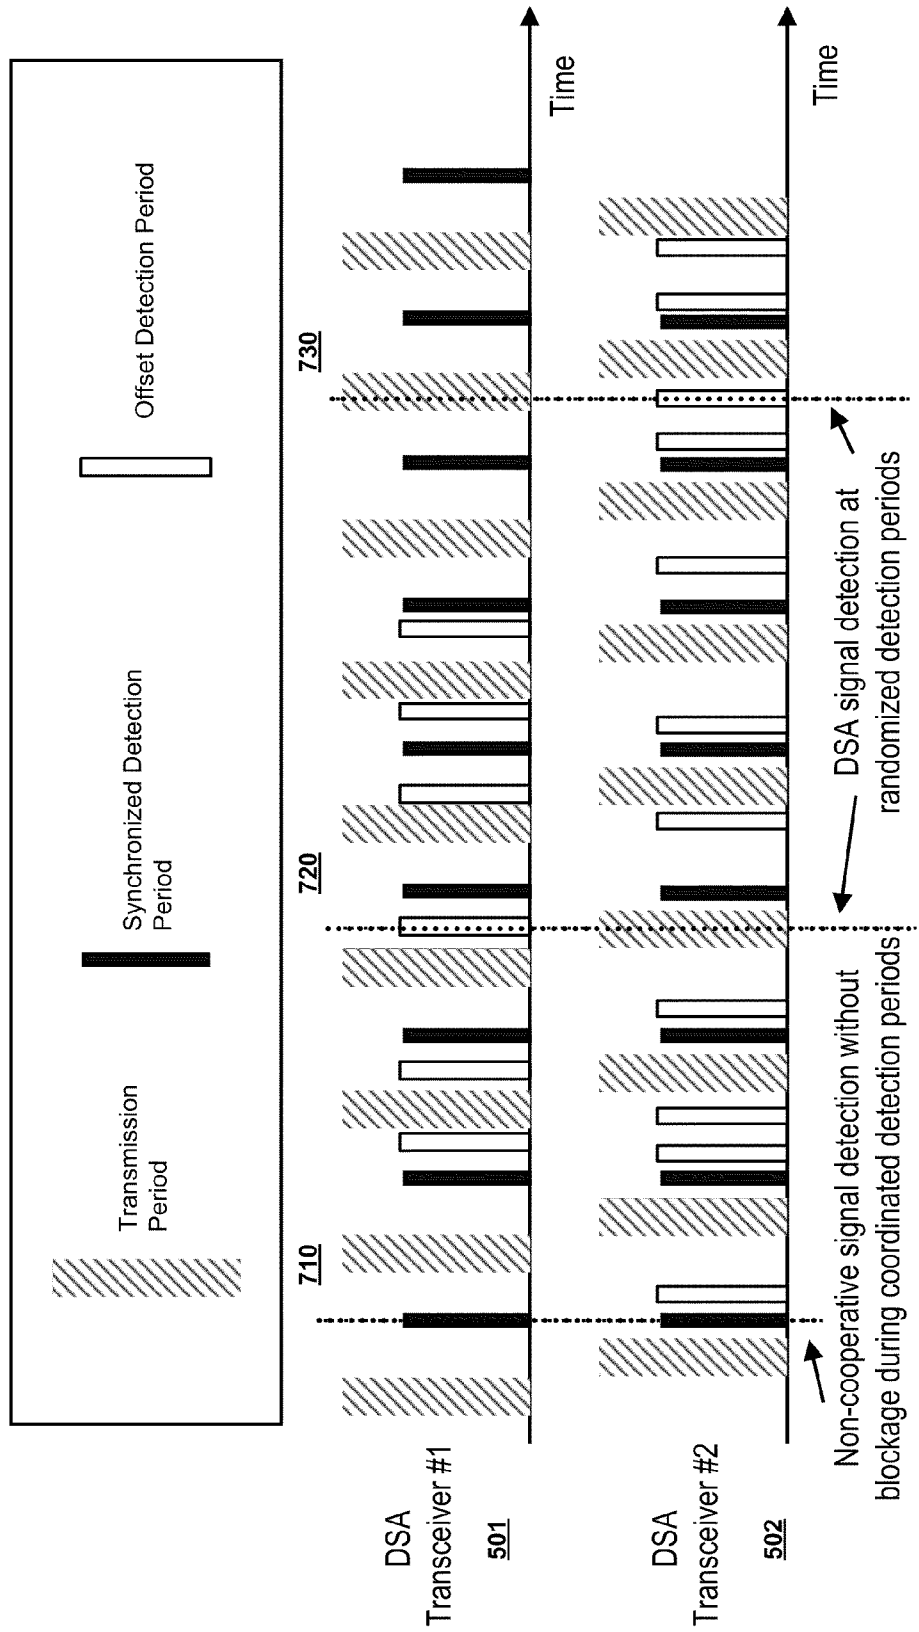 Transmission
Period
Synchronized Detection
Period
Offset Detection Period
710
720
730
DSA
Transceiver #1
501
Time
DSA
Transceiver #2
502
Time
Non-cooperative signal detection without
blockage during coordinated detection periods
DSA signal detection at
randomized detection periods